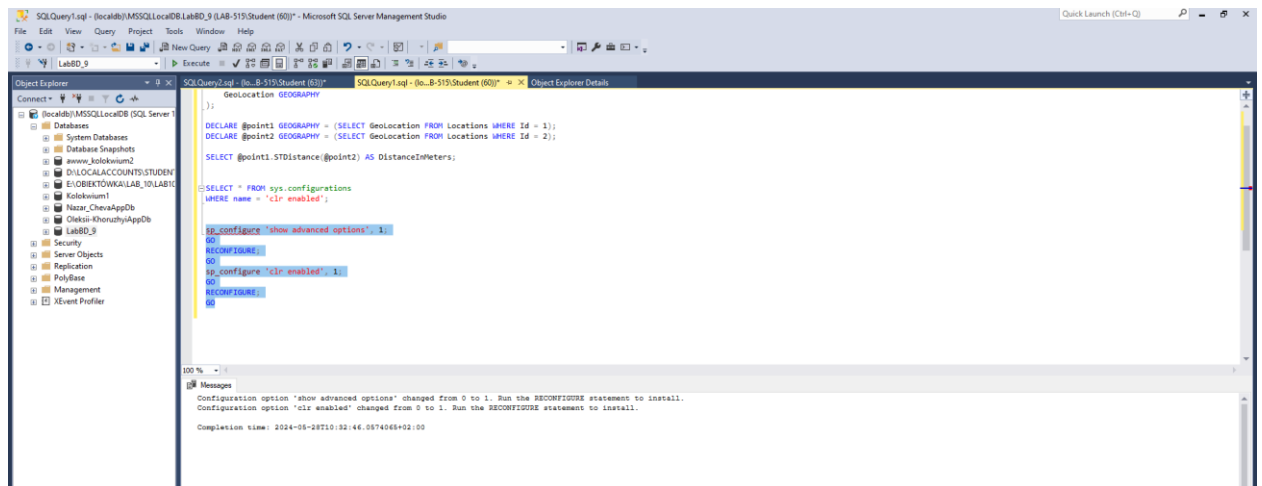 SQLQuery1.sql - (localdb)\MSSQLLocalDB.LabBD_9 (LAB-515\Student (60))* - Microsoft SQL Server Management Studio
Quick Launch (Ctrl+Q)
File Edit View Query Project Tools Window Help
New Query
LabBD_9
Execute
Object Explorer
SQLQuery2.sql - (lo...B-515\Student (63))*
SQLQuery1.sql - (lo...B-515\Student (60))*
Object Explorer Details
Connect
(localdb)\MSSQLLocalDB (SQL Server 1
Databases
System Databases
Database Snapshots
awww_kolokwium2
D:\LOCALACCOUNTS\STUDENT
E:\OBIEKTÓWKA\LAB_10\LAB10
Kolokwium1
Nazar_ChevaAppDb
Oleksii-KhoruzhyiAppDb
LabBD_9
Security
Server Objects
Replication
PolyBase
Management
XEvent Profiler
GeoLocation GEOGRAPHY
);
DECLARE @point1 GEOGRAPHY = (SELECT GeoLocation FROM Locations WHERE Id = 1);
DECLARE @point2 GEOGRAPHY = (SELECT GeoLocation FROM Locations WHERE Id = 2);
SELECT @point1.STDistance(@point2) AS DistanceInMeters;
SELECT * FROM sys.configurations
WHERE name = 'clr enabled';
sp_configure 'show advanced options', 1;
GO
RECONFIGURE;
GO
sp_configure 'clr enabled', 1;
GO
RECONFIGURE;
GO
100 %
Messages
Configuration option 'show advanced options' changed from 0 to 1. Run the RECONFIGURE statement to install.
Configuration option 'clr enabled' changed from 0 to 1. Run the RECONFIGURE statement to install.
Completion time: 2024-05-28T10:32:46.0574065+02:00